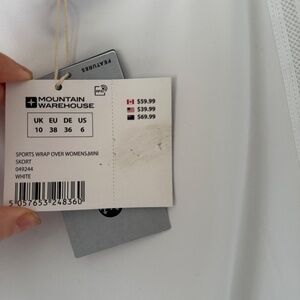 FEATURES
MOUNTAIN
WAREHOUSE
UK EU DE US
10 38 36 6
$59.99
$39.99
$69.99
SPORTS WRAP OVER WOMENS,MINI
SKORT
049244
WHITE
5 057653 248360